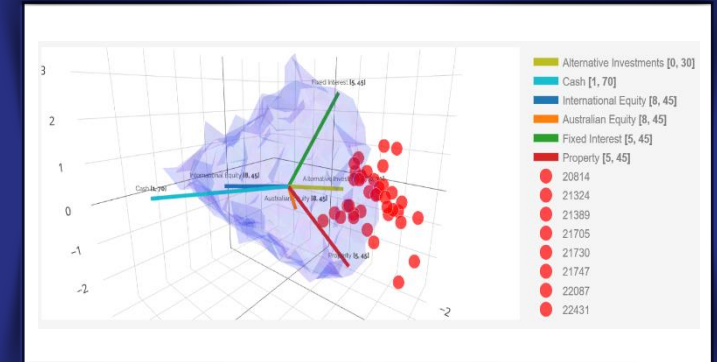 3
2
1
0
−1
−2
−2
Fixed Interest [5, 45]
International Equity [8, 45]
Cash [1, 70]
Property [5, 45]
Alternative Investments [0, 30]
Cash [1, 70]
International Equity [8, 45]
Australian Equity [8, 45]
Fixed Interest [5, 45]
Property [5, 45]
20814
21324
21389
21705
21730
21747
22087
22431